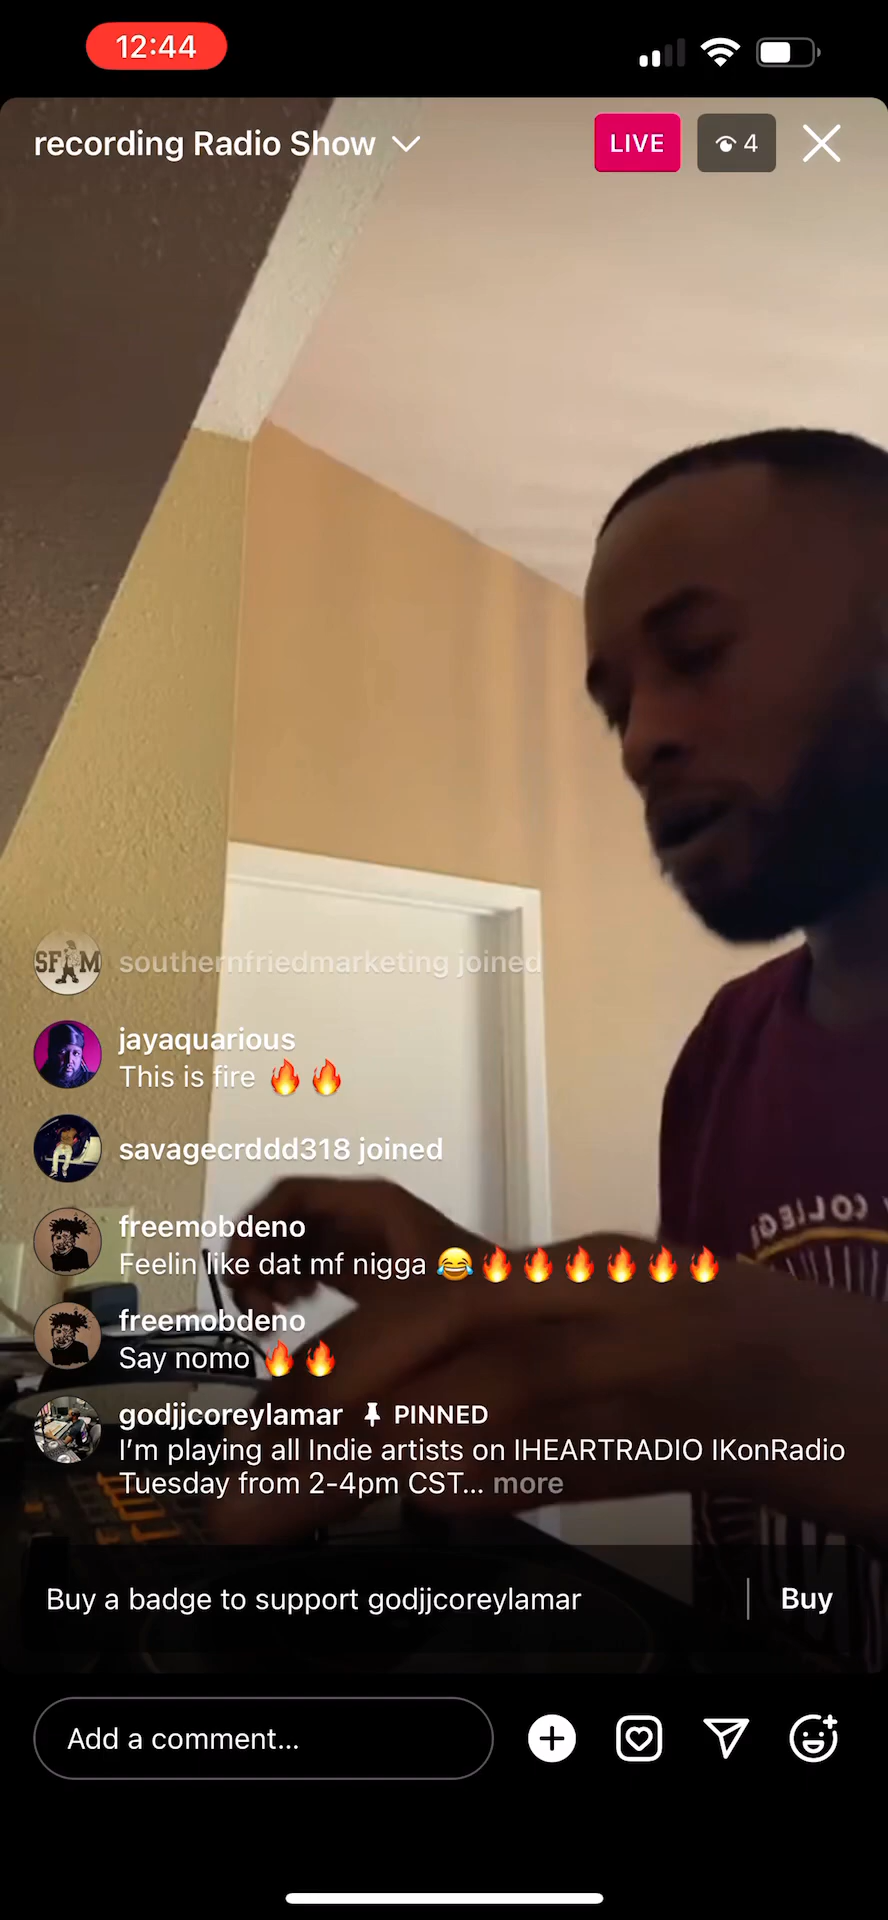 12:44
recording Radio Show
LIVE
4
southernfriedmarketing joined
SFM
jayaquarious
This is fire 🔥🔥
savagecrddd318 joined
freemobdeno
Feelin like dat mf nigga 😂🔥🔥🔥🔥🔥🔥
COLLEG
freemobdeno
Say nomo 🔥🔥
godjjcoreylamar PINNED
I'm playing all Indie artists on IHEARTRADIO IKonRadio
Tuesday from 2-4pm CST... more
Buy a badge to support godjjcoreylamar | Buy
Add a comment...